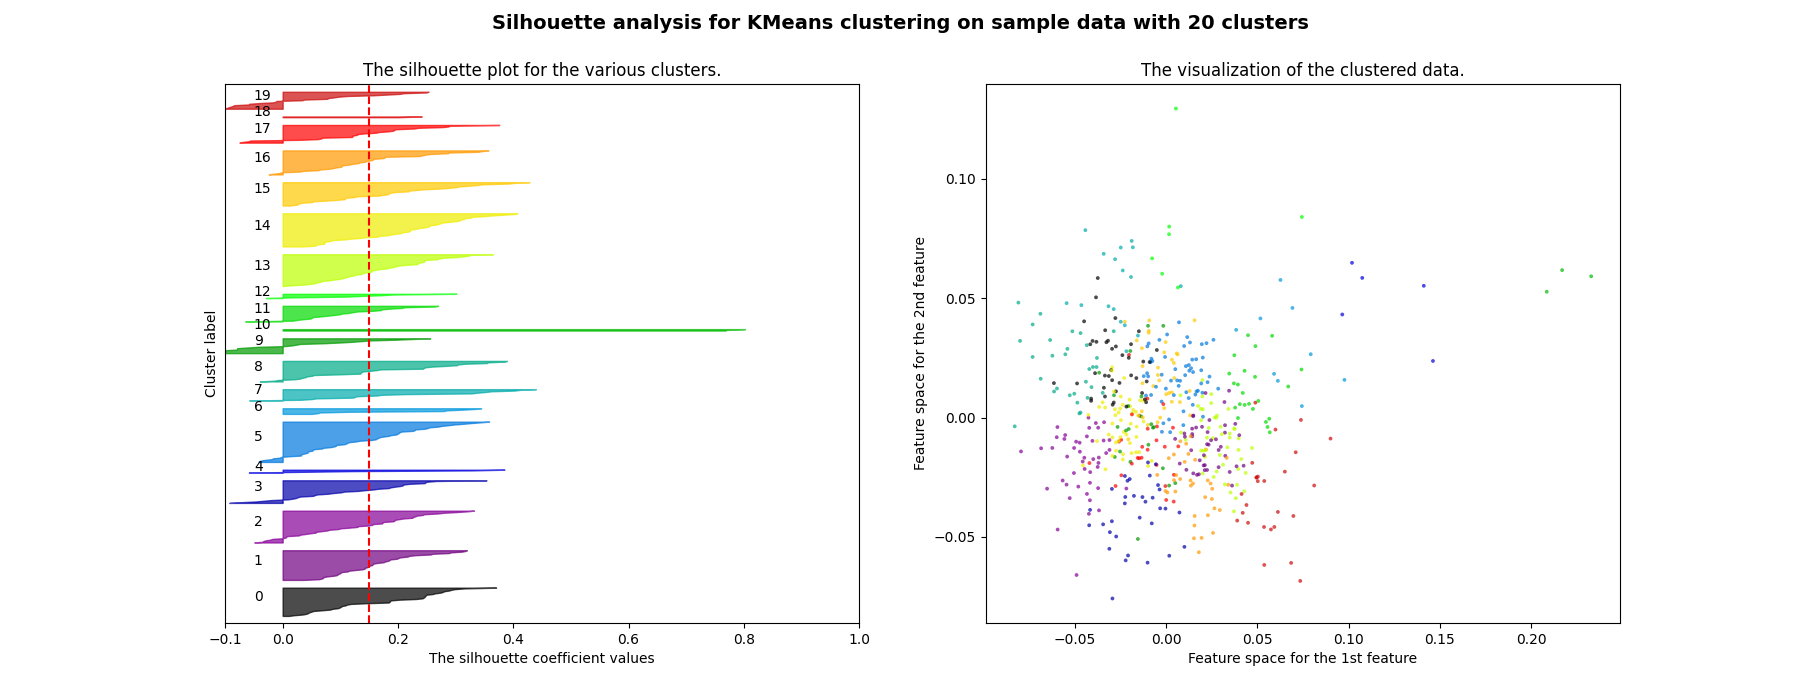 Silhouette analysis for KMeans clustering on sample data with 20 clusters
The silhouette plot for the various clusters.
19
18
17
16
15
14
13
12
11
10
9
8
7
6
5
4
3
2
1
0
Cluster label
−0.1 0.0 0.2 0.4 0.6 0.8 1.0
The silhouette coefficient values
The visualization of the clustered data.
0.10
0.05
0.00
−0.05
Feature space for the 2nd feature
−0.05 0.00 0.05 0.10 0.15 0.20
Feature space for the 1st feature